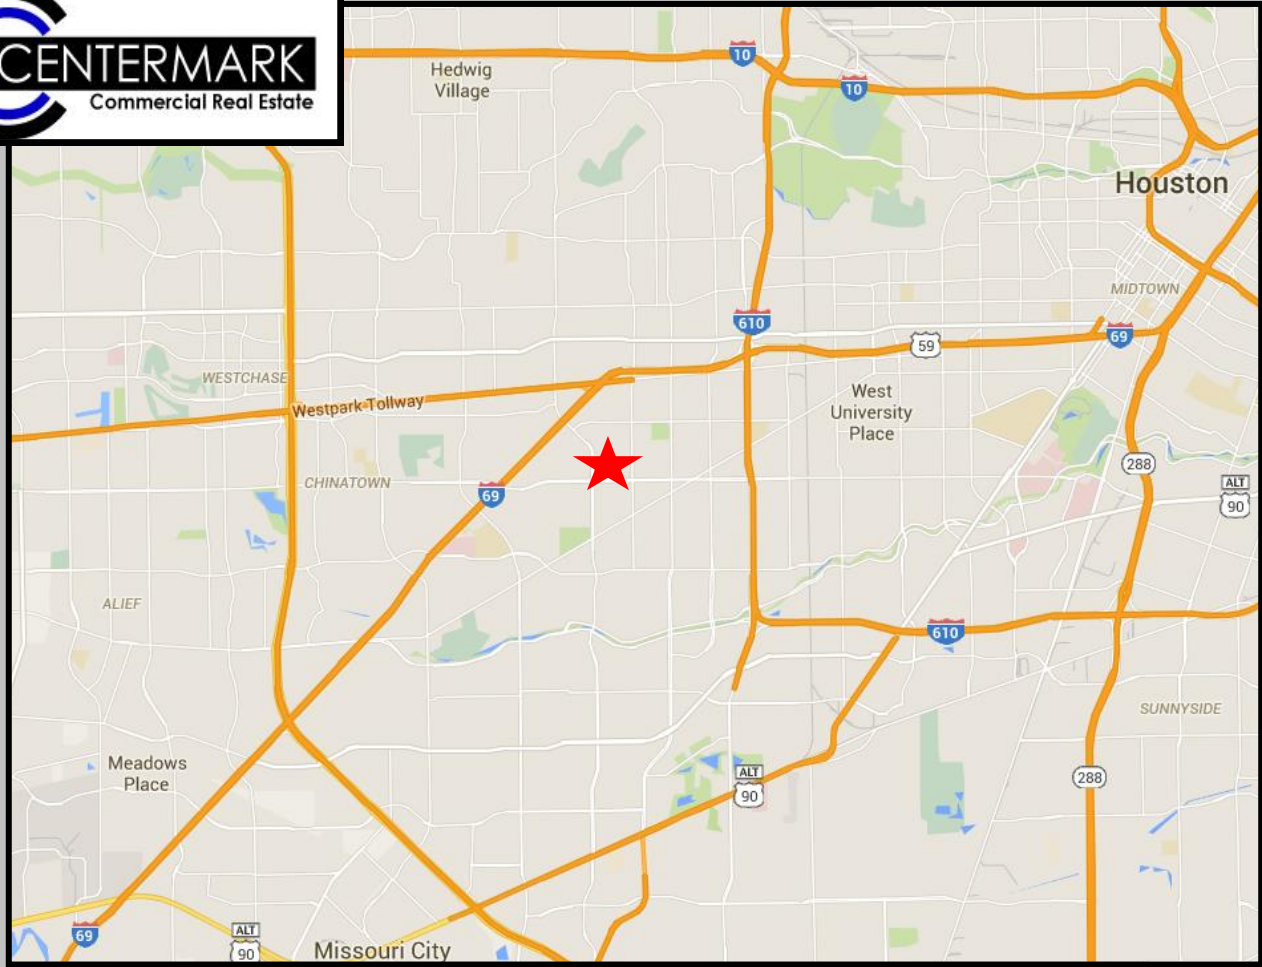 CENTERMARK
Commercial Real Estate
10
Hedwig
Village
10
Houston
MIDTOWN
610
59
69
WESTCHASE
Westpark Tollway
West
University
Place
CHINATOWN
69
288
ALT
90
ALIEF
610
SUNNYSIDE
Meadows
Place
ALT
90
288
69
ALT
90
Missouri City